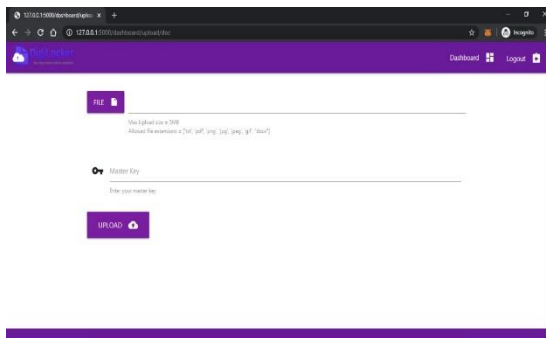 127.0.0.1:5000/dashboard/uploa
127.0.0.1:5000/dashboard/upload/doc
Incognito
DigiLocker
Dashboard
Logout
FILE
Max Upload size = 5MB
Allowed file extensions = ['txt', 'pdf', 'png', 'jpg', 'jpeg', 'gif', 'docx']
Master Key
Enter your master key
UPLOAD